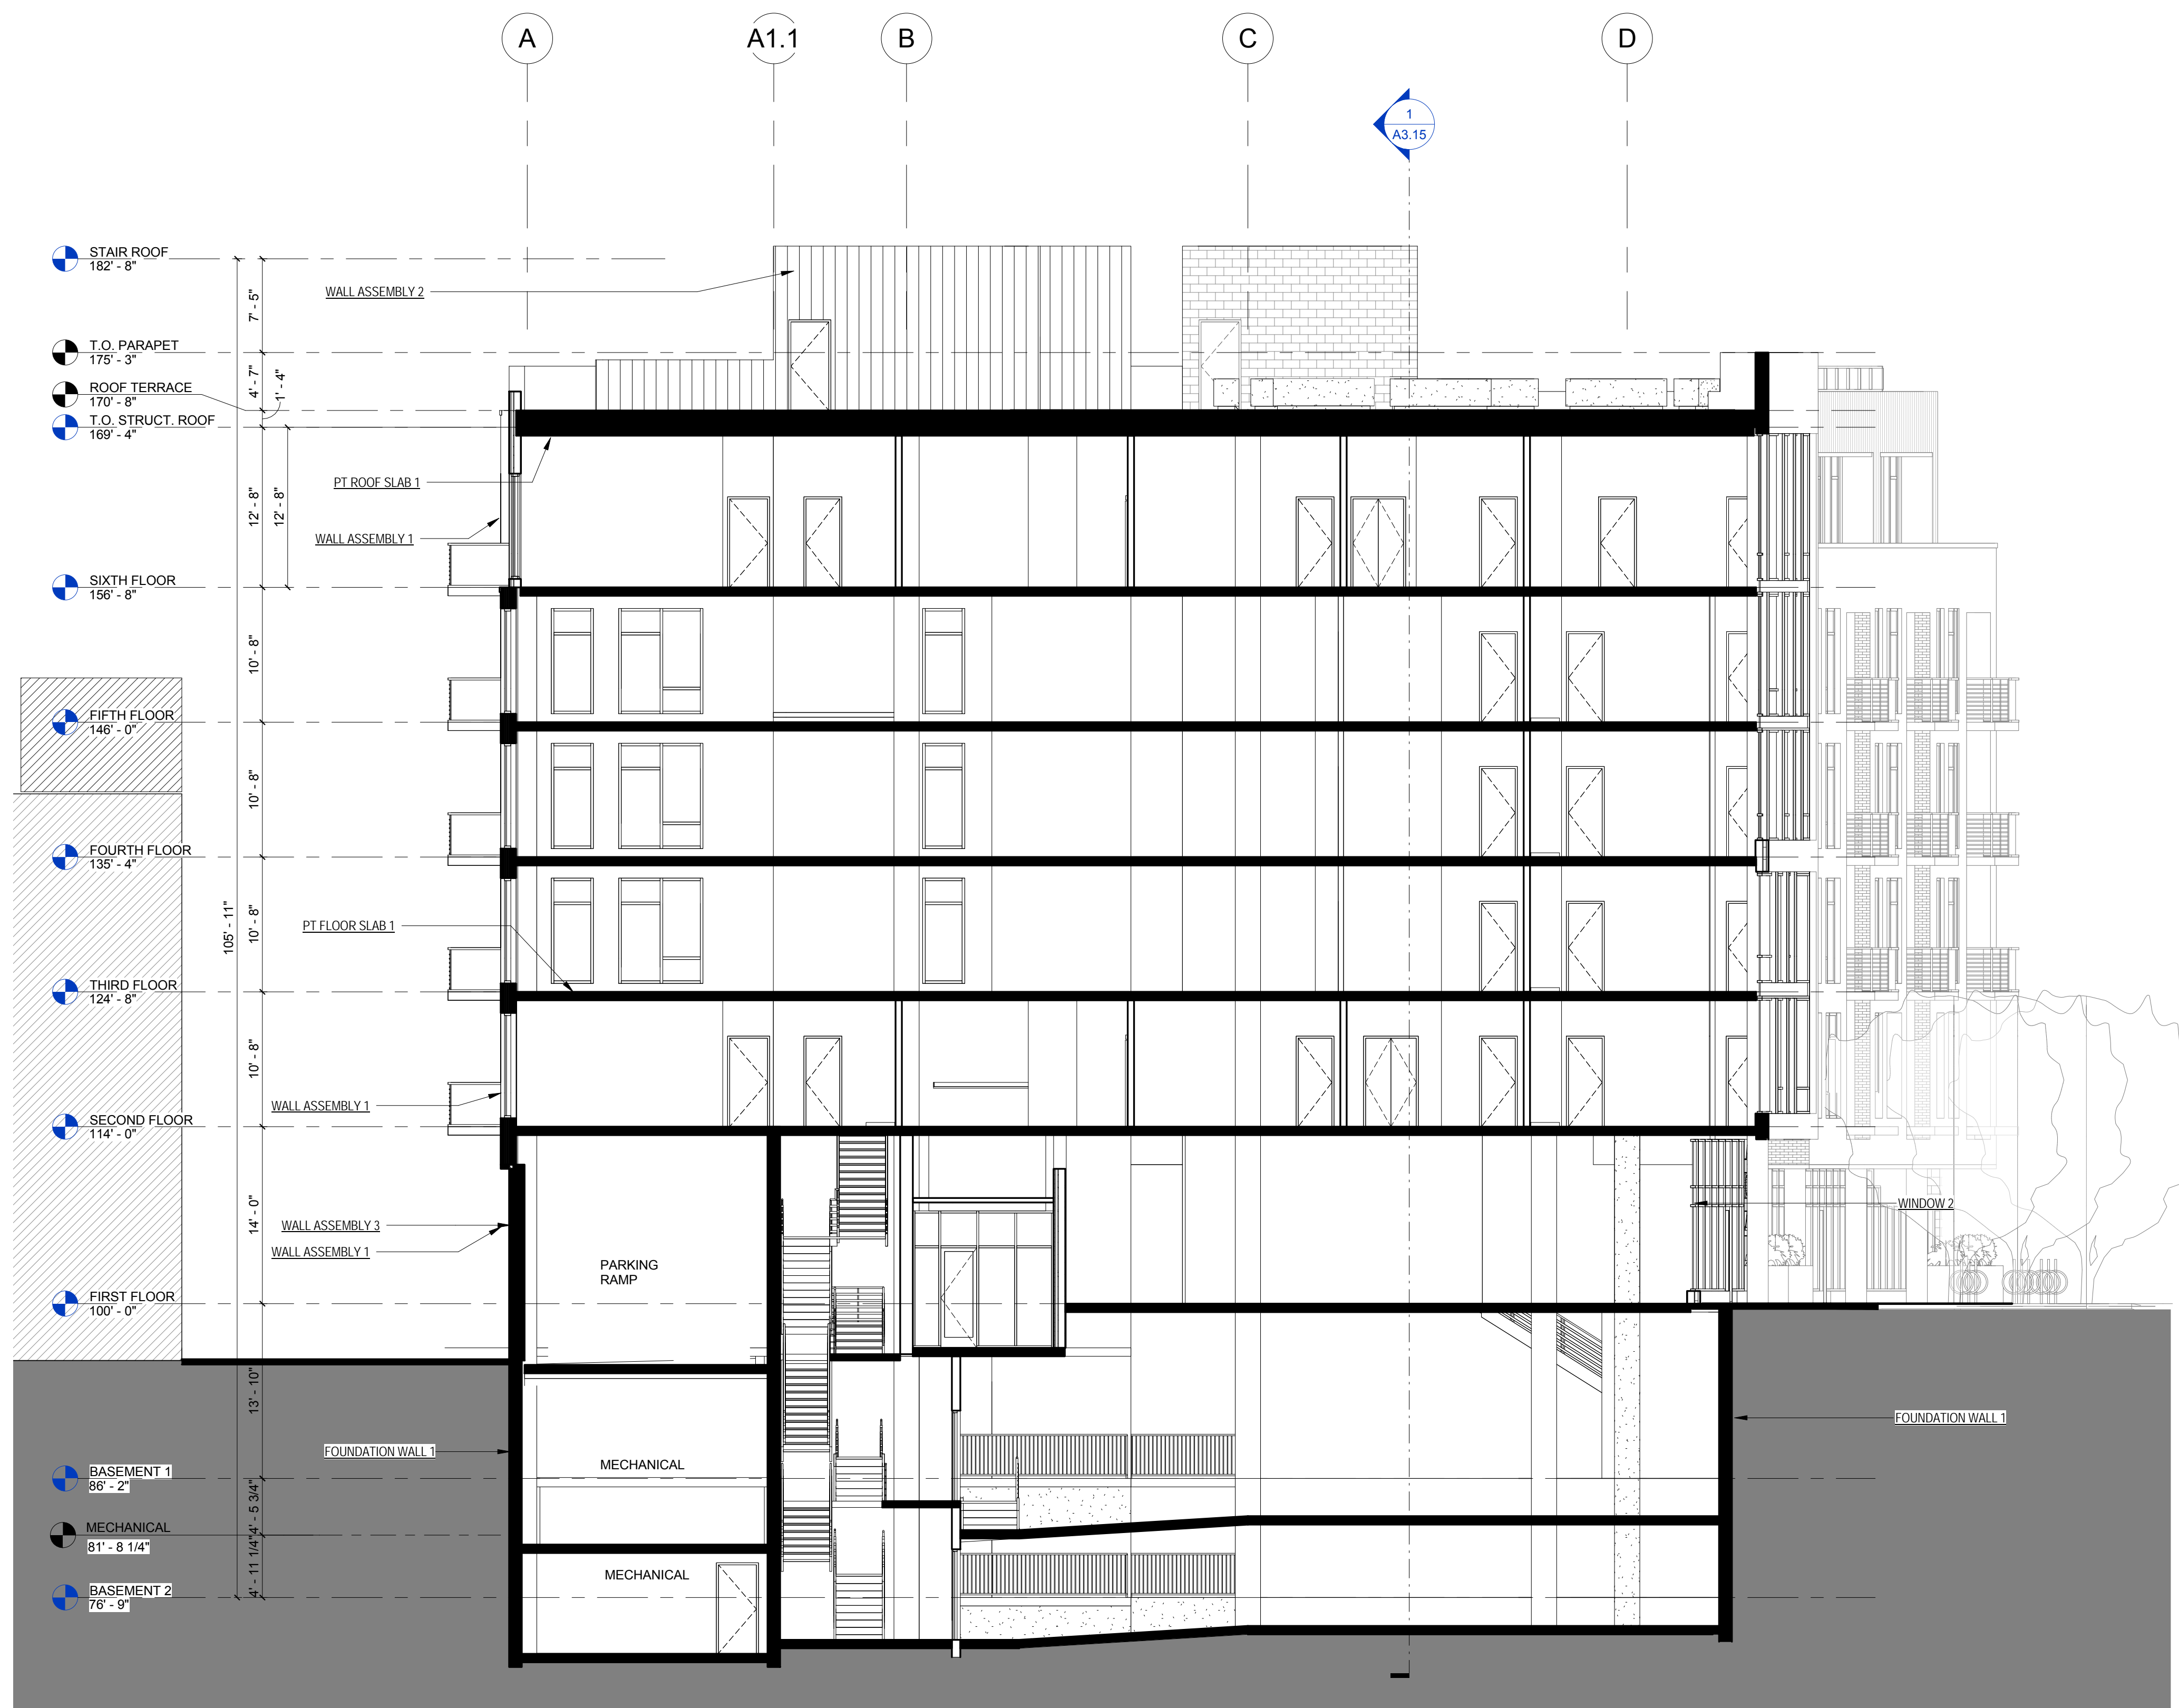 A
A1.1
B
C
D
1
A3.15
STAIR ROOF
182' - 8"
7' - 5"
WALL ASSEMBLY 2
T.O. PARAPET
175' - 3"
4' - 7"
1' - 4"
ROOF TERRACE
170' - 8"
T.O. STRUCT. ROOF
169' - 4"
12' - 8"
12' - 8"
PT ROOF SLAB 1
WALL ASSEMBLY 1
SIXTH FLOOR
156' - 8"
10' - 8"
FIFTH FLOOR
146' - 0"
10' - 8"
FOURTH FLOOR
135' - 4"
105' - 11"
10' - 8"
PT FLOOR SLAB 1
THIRD FLOOR
124' - 8"
10' - 8"
WALL ASSEMBLY 1
SECOND FLOOR
114' - 0"
14' - 0"
WINDOW 2
WALL ASSEMBLY 3
WALL ASSEMBLY 1
PARKING
RAMP
FIRST FLOOR
100' - 0"
13' - 10"
FOUNDATION WALL 1
FOUNDATION WALL 1
MECHANICAL
BASEMENT 1
86' - 2"
4' - 5 3/4"
MECHANICAL
81' - 8 1/4"
4' - 11 1/4"
MECHANICAL
BASEMENT 2
76' - 9"